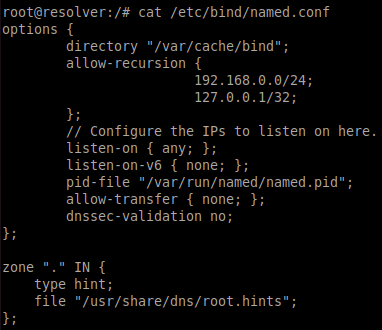 root@resolver:/# cat /etc/bind/named.conf
options {
        directory "/var/cache/bind";
        allow-recursion {
                        192.168.0.0/24;
                        127.0.0.1/32;
        };
        // Configure the IPs to listen on here.
        listen-on { any; };
        listen-on-v6 { none; };
        pid-file "/var/run/named/named.pid";
        allow-transfer { none; };
        dnssec-validation no;
};

zone "." IN {
    type hint;
    file "/usr/share/dns/root.hints";
};